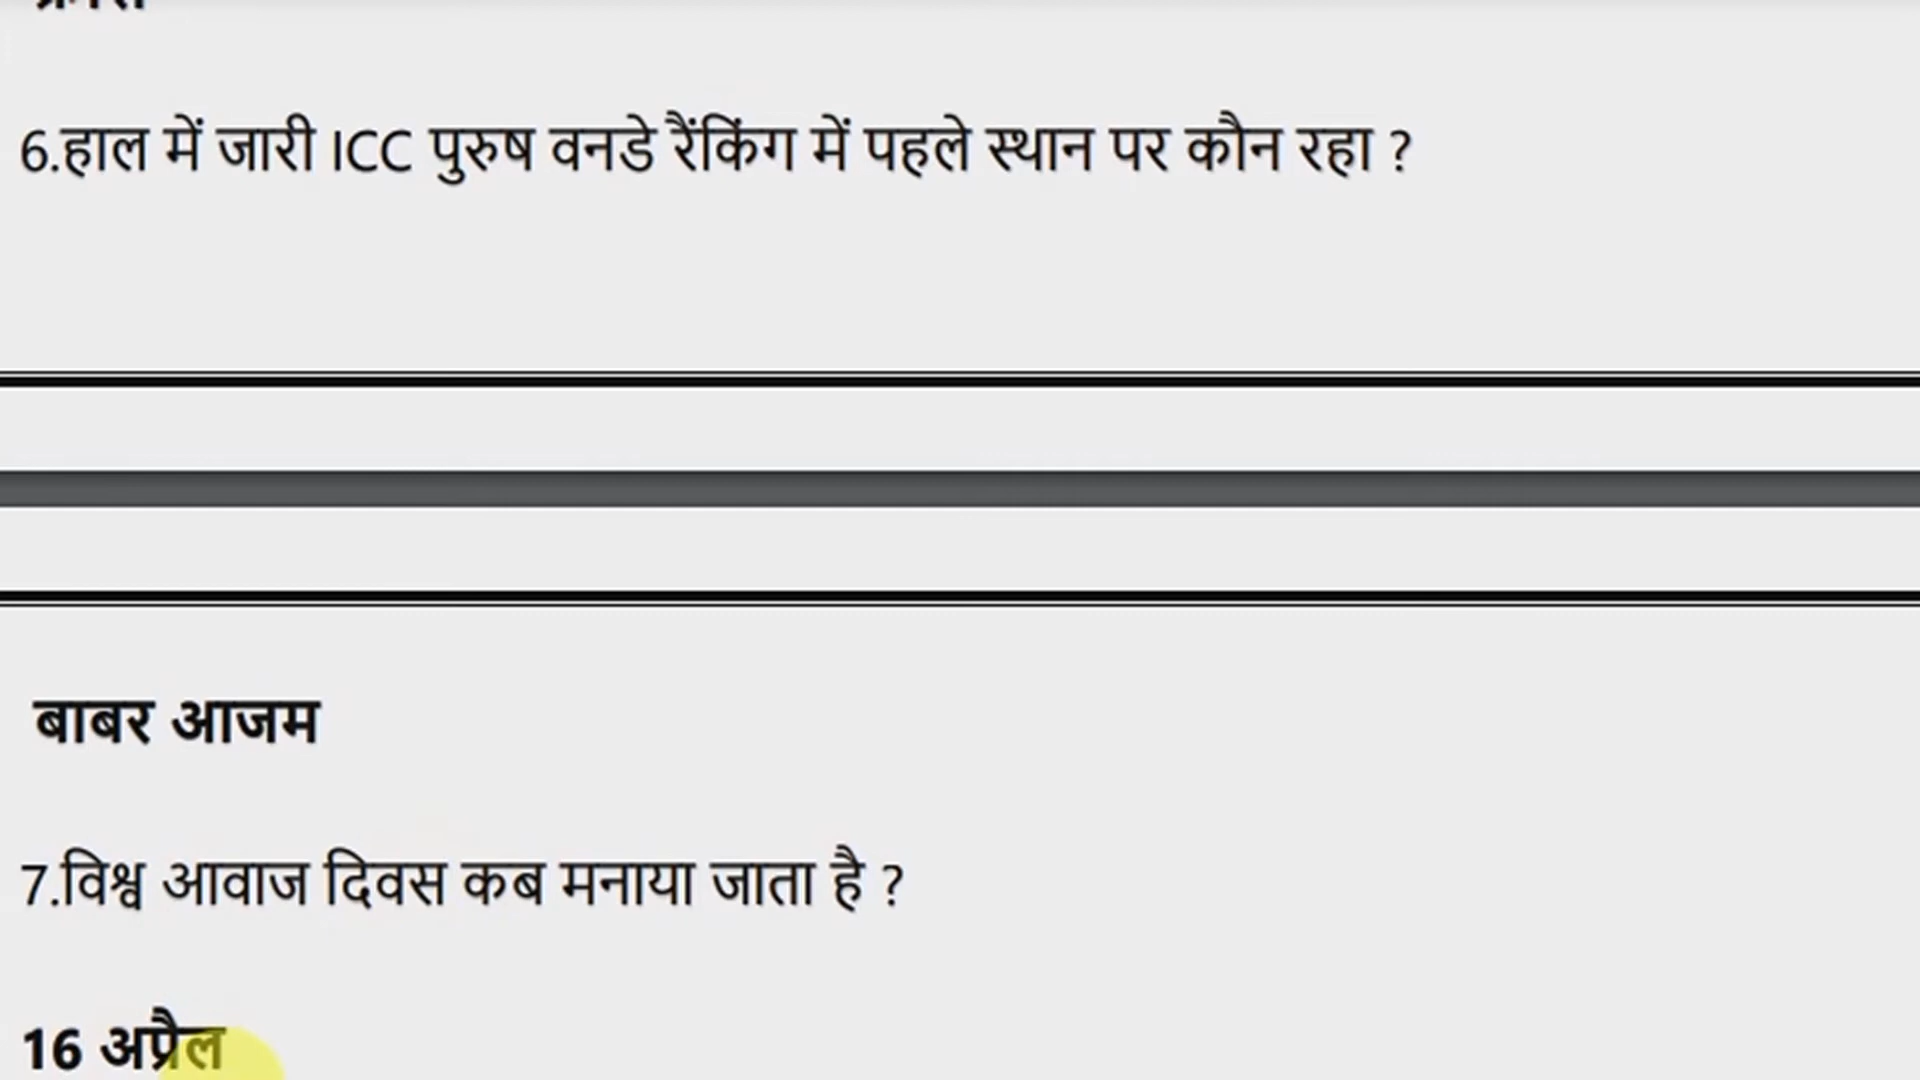 6.हाल में जारी ICC पुरुष वनडे रैंकिंग में पहले स्थान पर कौन रहा ?
बाबर आजम
7.विश्व आवाज दिवस कब मनाया जाता है ?
16 अप्रैल